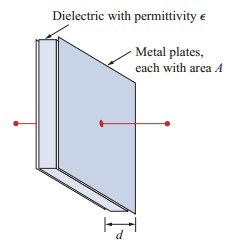 Dielectric with permittivity ϵ
Metal plates,
each with area A
d